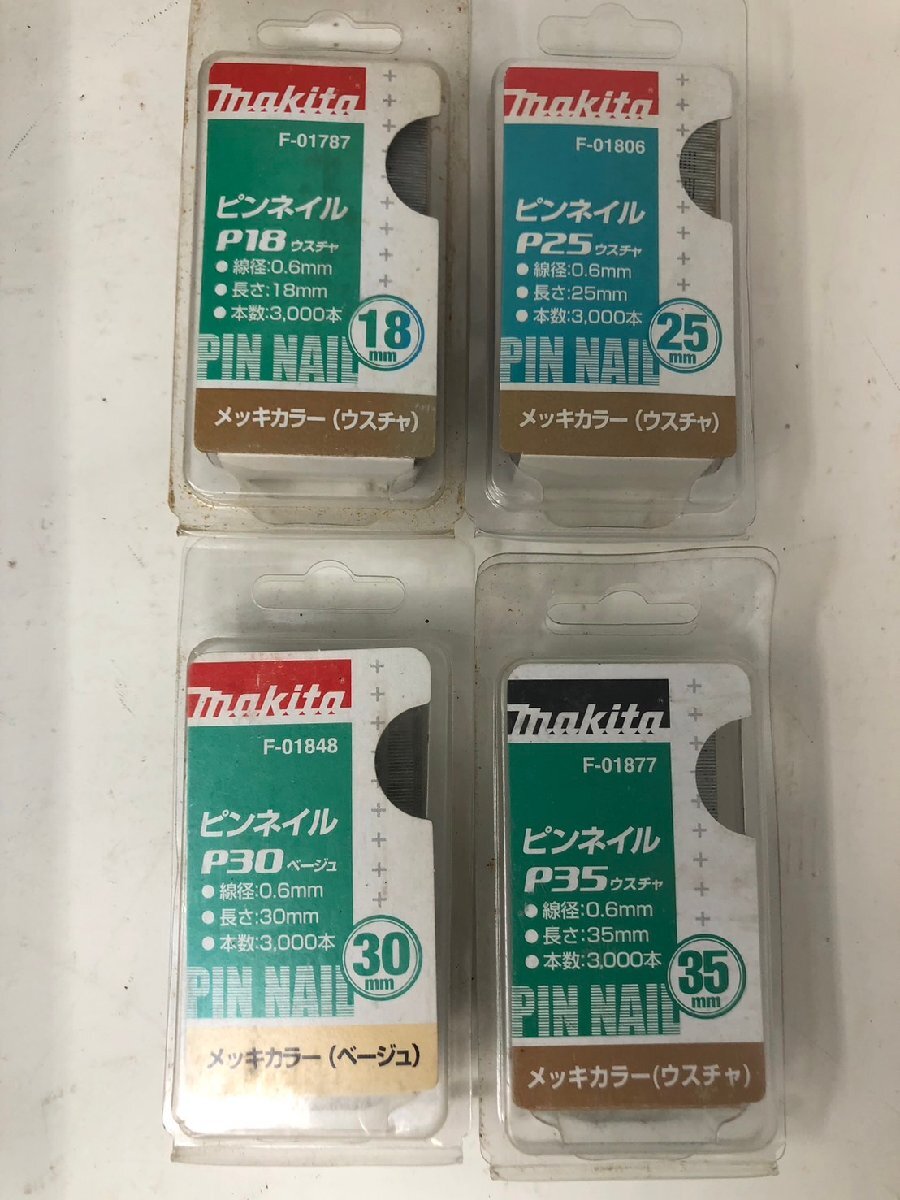 makita
F-01787
ピンネイル
P18 ウスチャ
● 線径:0.6mm
● 長さ:18mm
● 本数:3,000本
18
mm
PIN NAIL
メッキカラー(ウスチャ)
makita
F-01806
ピンネイル
P25 ウスチャ
● 線径:0.6mm
● 長さ:25mm
● 本数:3,000本
25
mm
PIN NAIL
メッキカラー(ウスチャ)
makita
F-01848
ピンネイル
P30 ベージュ
● 線径:0.6mm
● 長さ:30mm
● 本数:3,000本
30
mm
PIN NAIL
メッキカラー(ベージュ)
makita
F-01877
ピンネイル
P35 ウスチャ
● 線径:0.6mm
● 長さ:35mm
● 本数:3,000本
35
mm
PIN NAIL
メッキカラー(ウスチャ)